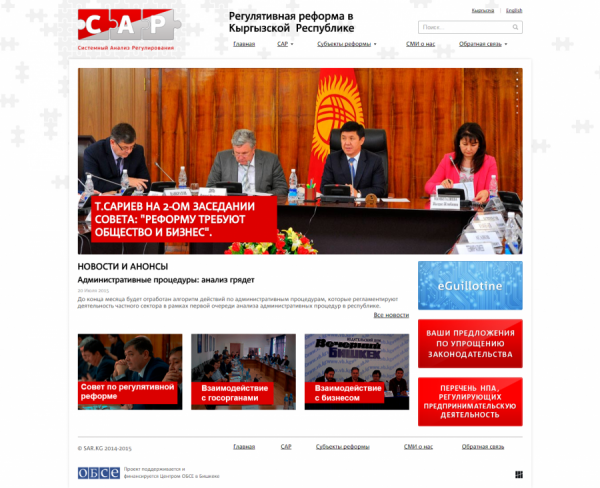 САР
Системный Анализ Регулирования
Регулятивная реформа в
Кыргызской Республике
Кыргызча
English
Поиск...
Главная
САР
Субъекты реформы
СМИ о нас
Обратная связь
Т.САРИЕВ НА 2-ОМ ЗАСЕДАНИИ
СОВЕТА: "РЕФОРМУ ТРЕБУЮТ
ОБЩЕСТВО И БИЗНЕС".
НОВОСТИ И АНОНСЫ
Административные процедуры: анализ грядет
До конца месяца будет отработан алгоритм действий по административным процедурам, которые регламентируют
деятельность частного сектора в рамках первой очереди анализа административных процедур в республике.
Все новости
eGuillotine
ВАШИ ПРЕДЛОЖЕНИЯ
ПО УПРОЩЕНИЮ
ЗАКОНОДАТЕЛЬСТВА
ПЕРЕЧЕНЬ НПА,
РЕГУЛИРУЮЩИХ
ПРЕДПРИНИМАТЕЛЬСКУЮ
ДЕЯТЕЛЬНОСТЬ
Совет по регулятивной
реформе
Взаимодействие
с госорганами
Вечерний
Бишкек
Взаимодействие
с бизнесом
© SAR.KG 2014-2015
Главная
САР
Субъекты реформы
СМИ о нас
Обратная связь
ОБСЕ
Проект поддерживается и
финансируется Центром ОБСЕ в Бишкеке